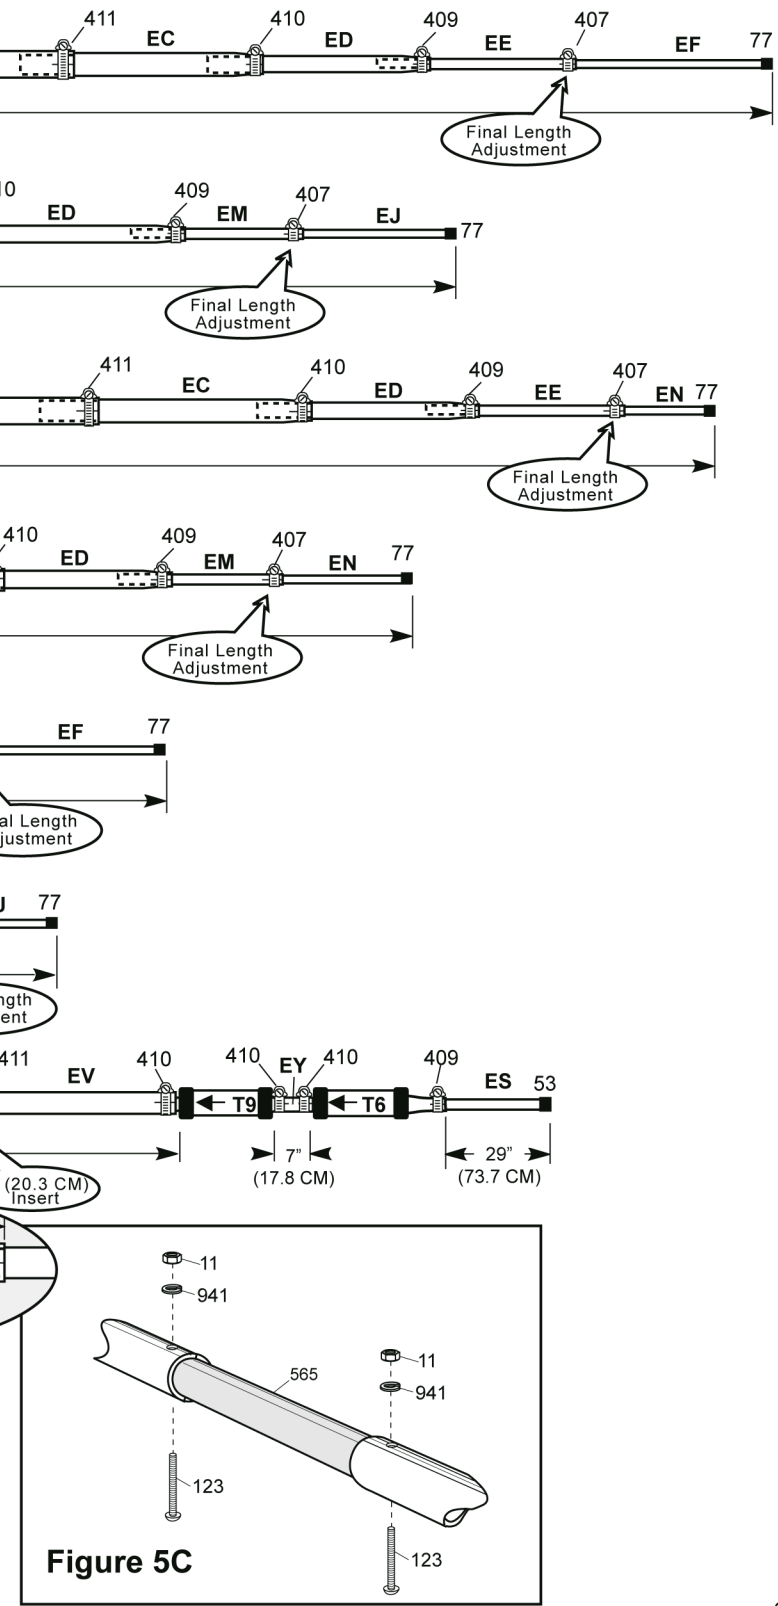 411 EC 410 ED 409 EE 407 EF 77
Final Length
Adjustment
ED 409 EM 407 EJ 77
Final Length
Adjustment
411 EC 410 ED 409 EE 407 EN 77
Final Length
Adjustment
410 ED 409 EM 407 EN 77
Final Length
Adjustment
EF 77
Length
77
411 EV 410 410 EY 410 409 ES 53
T9 T6
7” 29”
(17.8 CM) (73.7 CM)
(20.3 CM)
Insert
11
941
565
11
941
123
123
Figure 5C